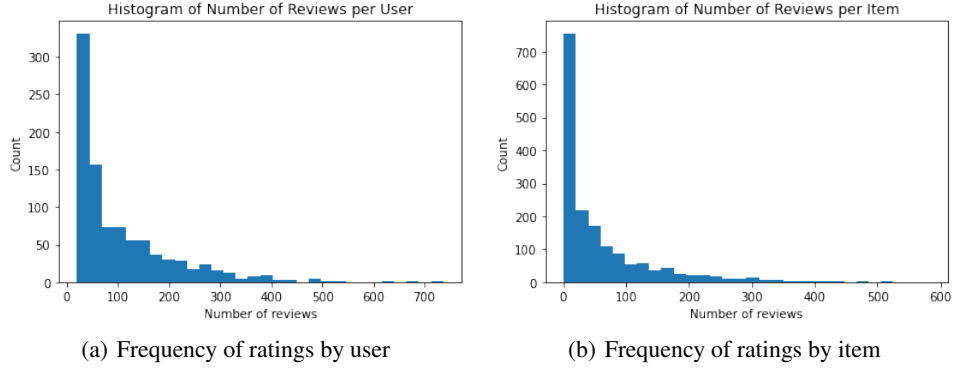 Histogram of Number of Reviews per User
Count
300
250
200
150
100
50
0
0 100 200 300 400 500 600 700
Number of reviews
(a) Frequency of ratings by user
Histogram of Number of Reviews per Item
Count
700
600
500
400
300
200
100
0
0 100 200 300 400 500 600
Number of reviews
(b) Frequency of ratings by item